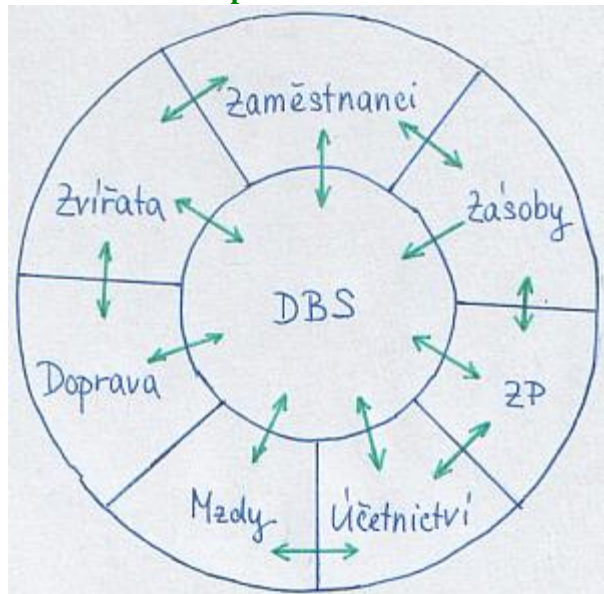 Zaměstnanci
Zvířata
Zásoby
DBS
Doprava
ZP
Mzdy
Účetnictví